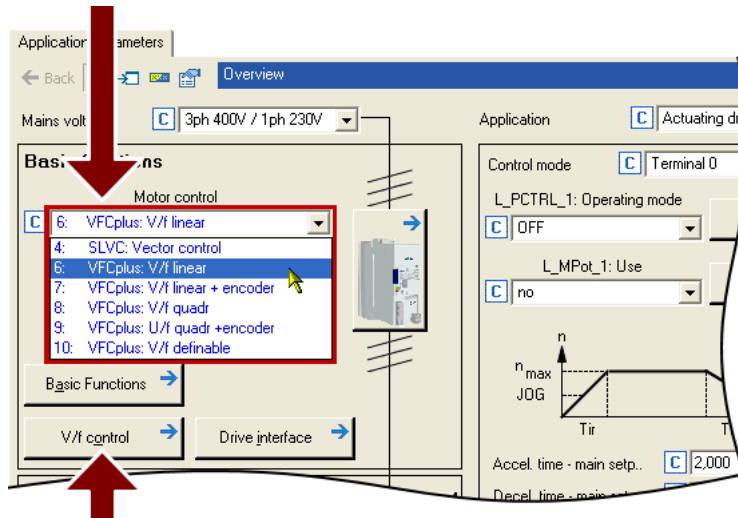 Application Parameters
Back
Overview
Mains volt
C 3ph 400V / 1ph 230V
Application
C Actuating
Basic Functions
Control mode
C Terminal 0
Motor control
C 6: VFCplus: V/f linear
4: SLVC: Vector control
6: VFCplus: V/f linear
7: VFCplus: V/f linear + encoder
8: VFCplus: V/f quadr
9: VFCplus: U/f quadr +encoder
10: VFCplus: V/f definable
L_PCTRL_1: Operating mode
C OFF
L_MPot_1: Use
C no
n
n max
JOG
Tir
Basic Functions
V/f control
Drive interface
Accel. time - main setp..
C 2,000
Decel. time - main